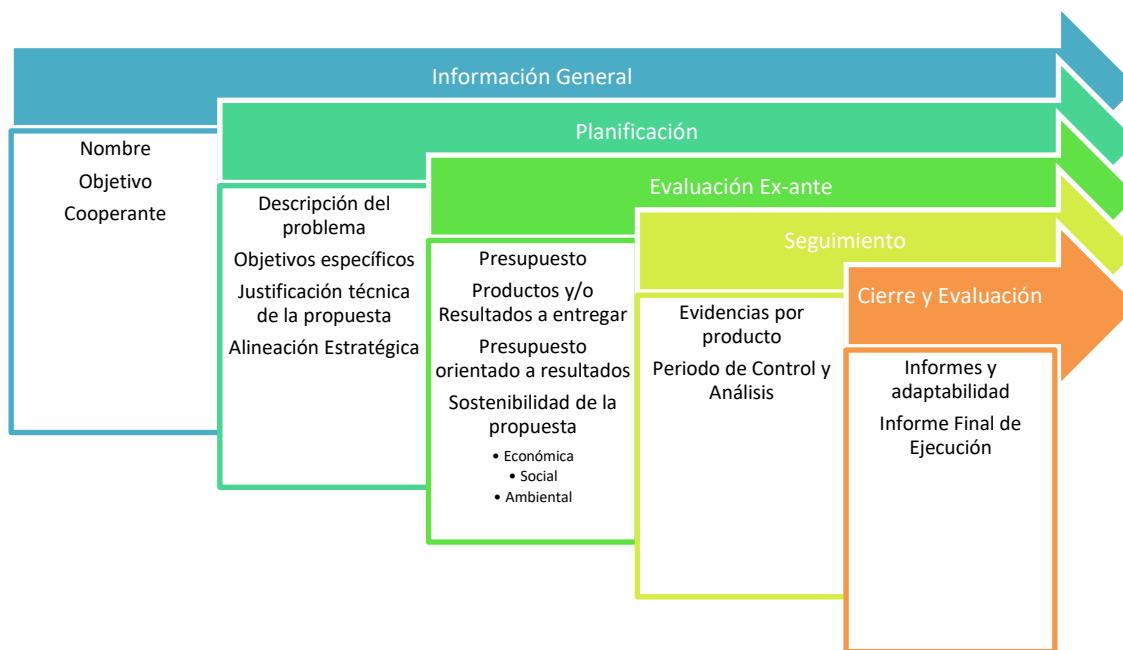 Información General
Nombre
Objetivo
Cooperante
Planificación
Descripción del
problema
Objetivos específicos
Justificación técnica
de la propuesta
Alineación Estratégica
Evaluación Ex-ante
Presupuesto
Productos y/o
Resultados a entregar
Presupuesto
orientado a resultados
Sostenibilidad de la
propuesta
• Económica
• Social
• Ambiental
Seguimiento
Evidencias por
producto
Periodo de Control y
Análisis
Cierre y Evaluación
Informes y
adaptabilidad
Informe Final de
Ejecución